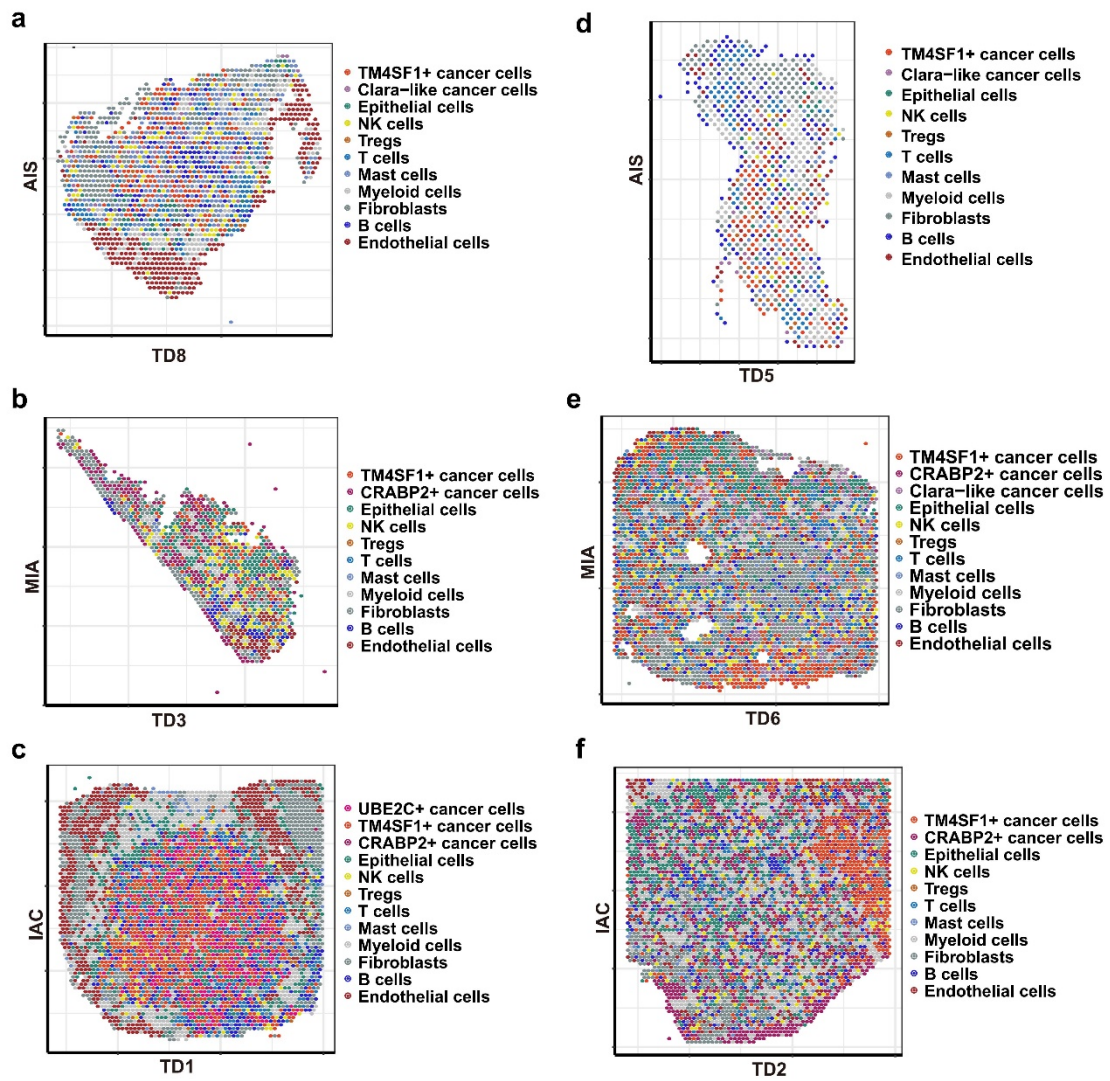 a
AIS
TM4SF1+ cancer cells
Clara−like cancer cells
Epithelial cells
NK cells
Tregs
T cells
Mast cells
Myeloid cells
Fibroblasts
B cells
Endothelial cells
TD8
d
AIS
TM4SF1+ cancer cells
Clara−like cancer cells
Epithelial cells
NK cells
Tregs
T cells
Mast cells
Myeloid cells
Fibroblasts
B cells
Endothelial cells
TD5
b
MIA
TM4SF1+ cancer cells
CRABP2+ cancer cells
Epithelial cells
NK cells
Tregs
T cells
Mast cells
Myeloid cells
Fibroblasts
B cells
Endothelial cells
TD3
e
MIA
TM4SF1+ cancer cells
CRABP2+ cancer cells
Clara−like cancer cells
Epithelial cells
NK cells
Tregs
T cells
Mast cells
Myeloid cells
Fibroblasts
B cells
Endothelial cells
TD6
c
IAC
UBE2C+ cancer cells
TM4SF1+ cancer cells
CRABP2+ cancer cells
Epithelial cells
NK cells
Tregs
T cells
Mast cells
Myeloid cells
Fibroblasts
B cells
Endothelial cells
TD1
f
IAC
TM4SF1+ cancer cells
CRABP2+ cancer cells
Epithelial cells
NK cells
Tregs
T cells
Mast cells
Myeloid cells
Fibroblasts
B cells
Endothelial cells
TD2